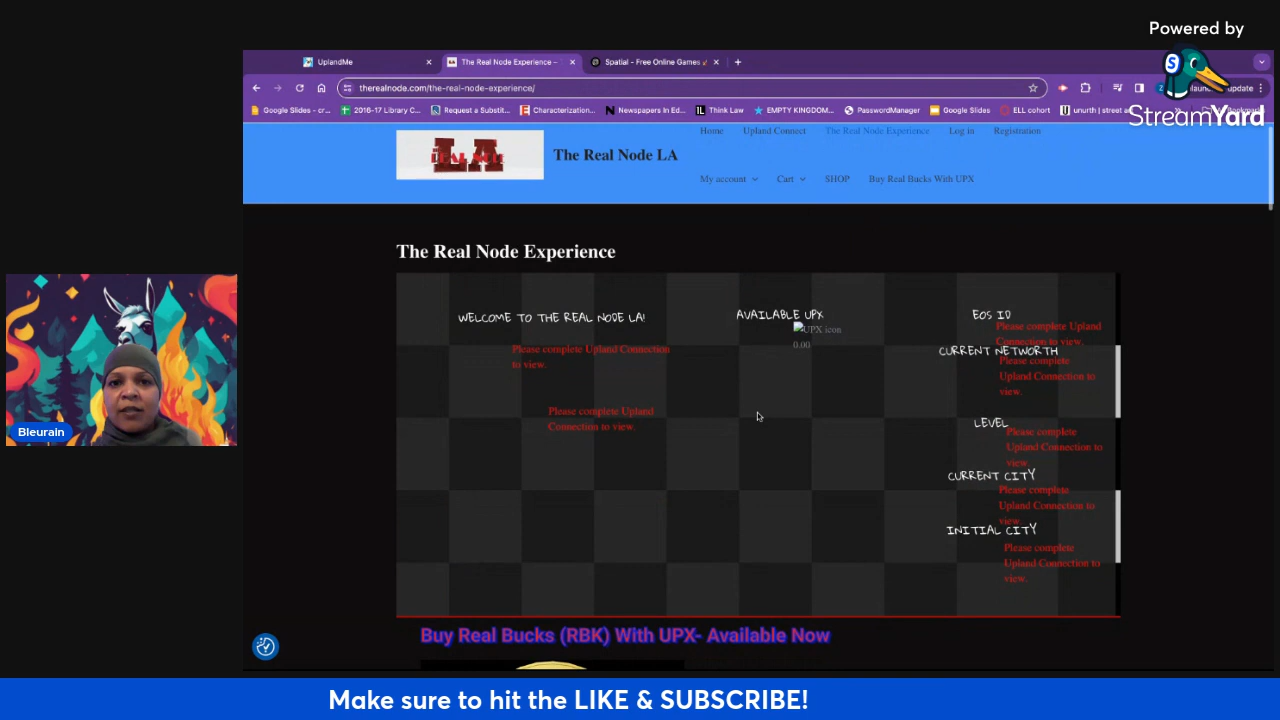 Powered by
StreamYard
UplandMe
The Real Node Experience –
Spatial - Free Online Games
therealnode.com/the-real-node-experience/
update
Google Slides - cr...
2016-17 Library C...
Request a Substit...
Characterization...
Newspapers In Ed...
Think Law
EMPTY KINGDOM...
PasswordManager
Google Slides
ELL cohort
unurth | street a
LA
REAL NODE
The Real Node LA
Home
Upland Connect
The Real Node Experience
Log in
Registration
My account
Cart
SHOP
Buy Real Bucks With UPX
The Real Node Experience
WELCOME TO THE REAL NODE LA!
Please complete Upland Connection
to view.
Please complete Upland
Connection to view.
AVAILABLE UPX
UPX icon
0.00
EOS ID
Please complete Upland
Connection to view.
CURRENT NETWORTH
Please complete
Upland Connection to
view.
LEVEL
Please complete
Upland Connection to
view.
CURRENT CITY
Please complete
Upland Connection to
view.
INITIAL CITY
Please complete
Upland Connection to
view.
Buy Real Bucks (RBK) With UPX- Available Now
Bleurain
Make sure to hit the LIKE & SUBSCRIBE!